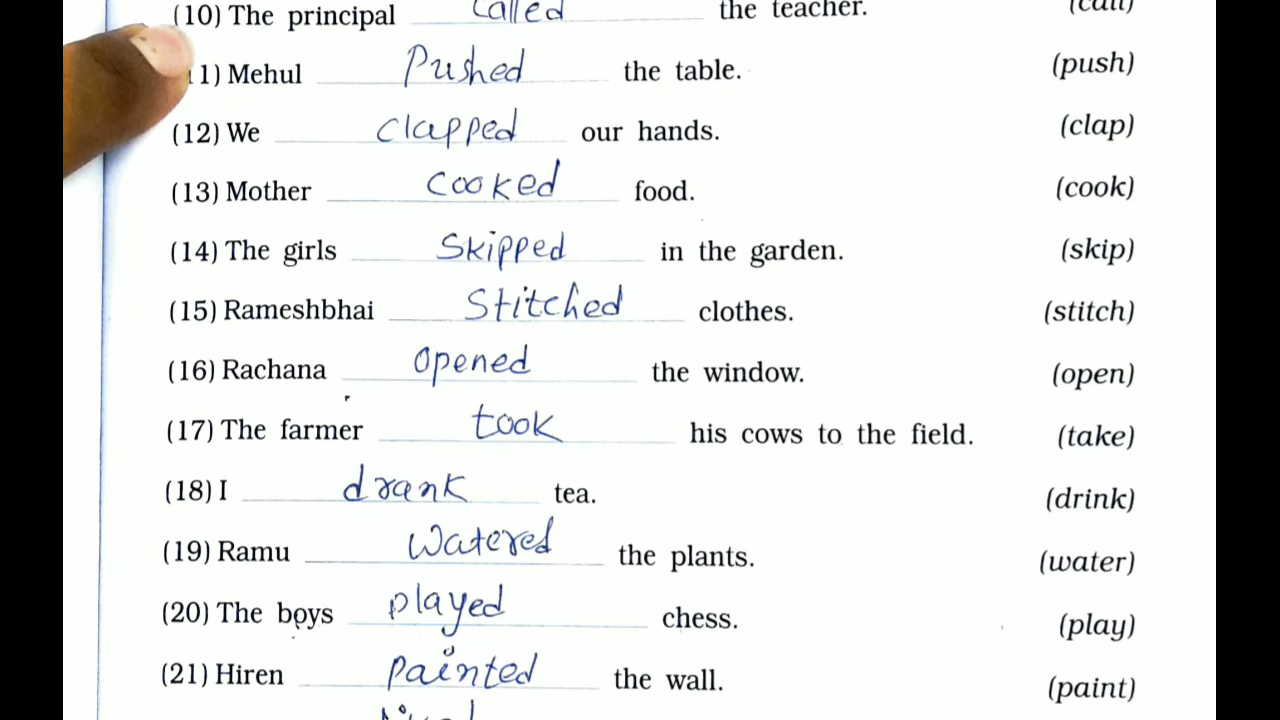 (10) The principal called the teacher. (call)
11) Mehul Pushed the table. (push)
(12) We clapped our hands. (clap)
(13) Mother cooked food. (cook)
(14) The girls Skipped in the garden. (skip)
(15) Rameshbhai Stitched clothes. (stitch)
(16) Rachana opened the window. (open)
(17) The farmer took his cows to the field. (take)
(18) I drank tea. (drink)
(19) Ramu Watered the plants. (water)
(20) The boys played chess. (play)
(21) Hiren painted the wall. (paint)